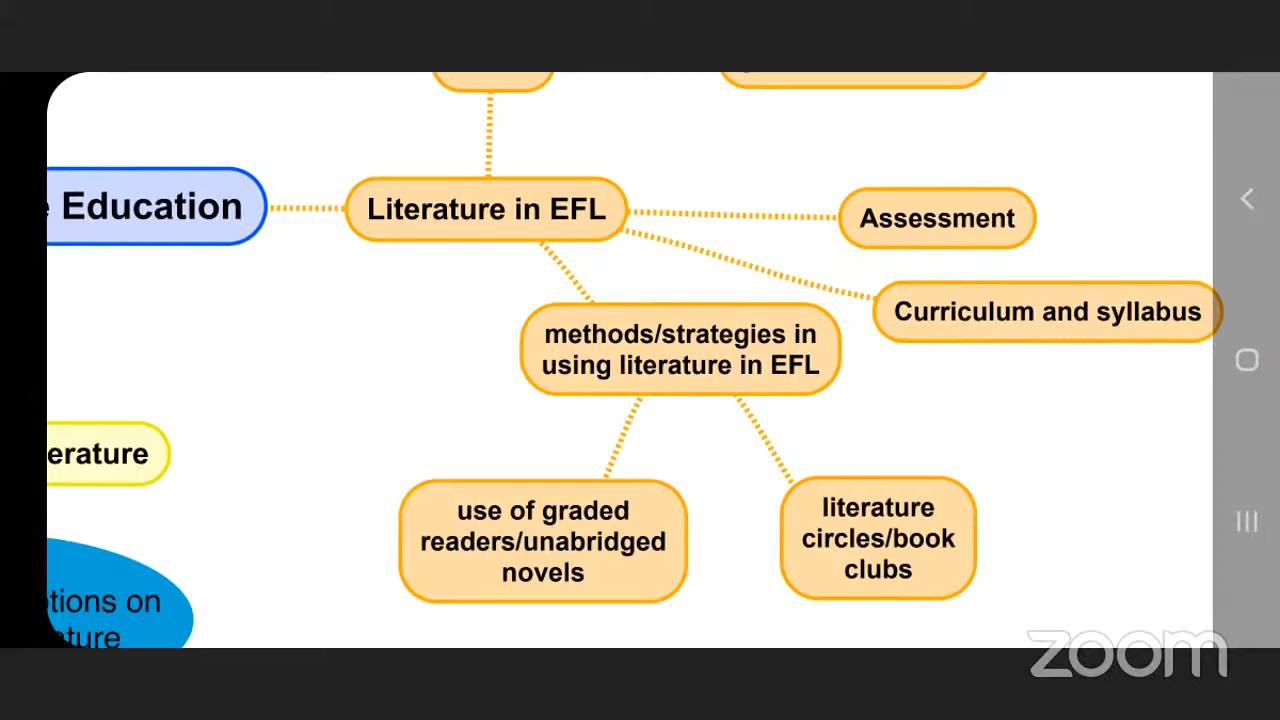 Education
Literature in EFL
Assessment
Curriculum and syllabus
methods/strategies in
using literature in EFL
use of graded
readers/unabridged
novels
literature
circles/book
clubs
erature
tions on
ature
zoom